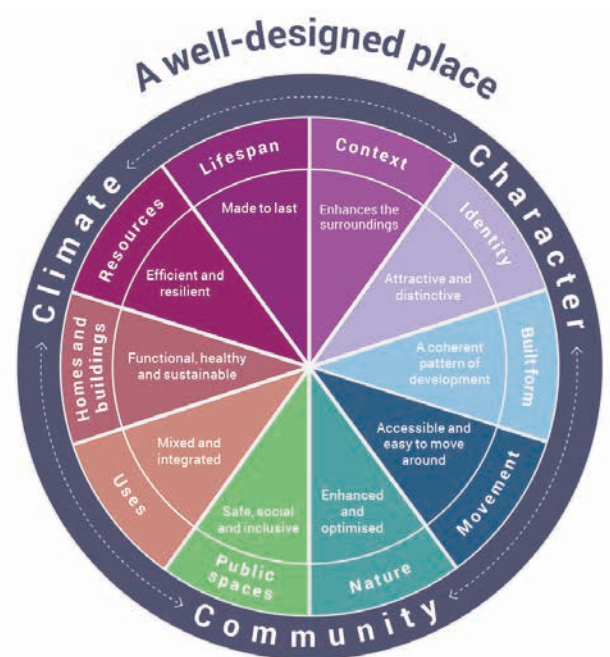 A well-designed place
Climate
Character
Community
Context
Enhances the
surroundings
Identity
Attractive and
distinctive
Built form
A coherent
pattern of
development
Movement
Accessible and
easy to move
around
Nature
Enhanced
and
optimised
Public
spaces
Safe, social
and inclusive
Uses
Mixed and
integrated
Homes and
buildings
Functional, healthy
and sustainable
Resources
Efficient and
resilient
Lifespan
Made to last